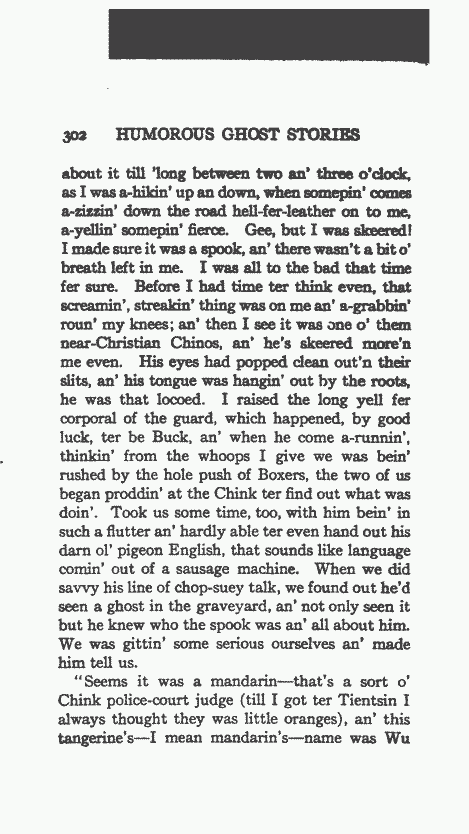 302 HUMOROUS GHOST STORIES
about it till 'long between two an' three o'clock,
as I was a-hikin' up an down, when somepin' comes
a-zizzin' down the road hell-fer-leather on to me,
a-yellin' somepin' fierce. Gee, but I was skeered!
I made sure it was a spook, an' there wasn't a bit o'
breath left in me. I was all to the bad that time
fer sure. Before I had time ter think even, that
screamin', streakin' thing was on me an' a-grabbin'
roun' my knees; an' then I see it was one o' them
near-Christian Chinos, an' he's skeered more'n
me even. His eyes had popped clean out'n their
slits, an' his tongue was hangin' out by the roots,
he was that locoed. I raised the long yell fer
corporal of the guard, which happened, by good
luck, ter be Buck, an' when he come a-runnin',
thinkin' from the whoops I give we was bein'
rushed by the hole push of Boxers, the two of us
began proddin' at the Chink ter find out what was
doin'. Took us some time, too, with him bein' in
such a flutter an' hardly able ter even hand out his
darn ol' pigeon English, that sounds like language
comin' out of a sausage machine. When we did
savvy his line of chop-suey talk, we found out he'd
seen a ghost in the graveyard, an' not only seen it
but he knew who the spook was an' all about him.
We was gittin' some serious ourselves an' made
him tell us.
"Seems it was a mandarin—that's a sort o'
Chink police-court judge (till I got ter Tientsin I
always thought they was little oranges), an' this
tangerine's—I mean mandarin's—name was Wu